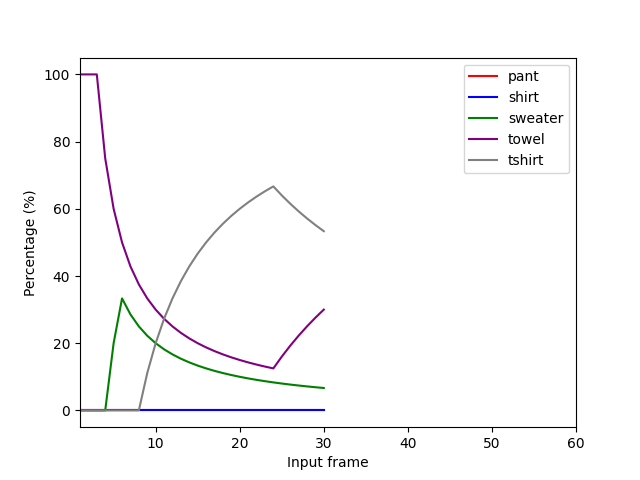 100
80
60
40
20
0
Percentage (%)
10 20 30 40 50 60
Input frame
pant
shirt
sweater
towel
tshirt